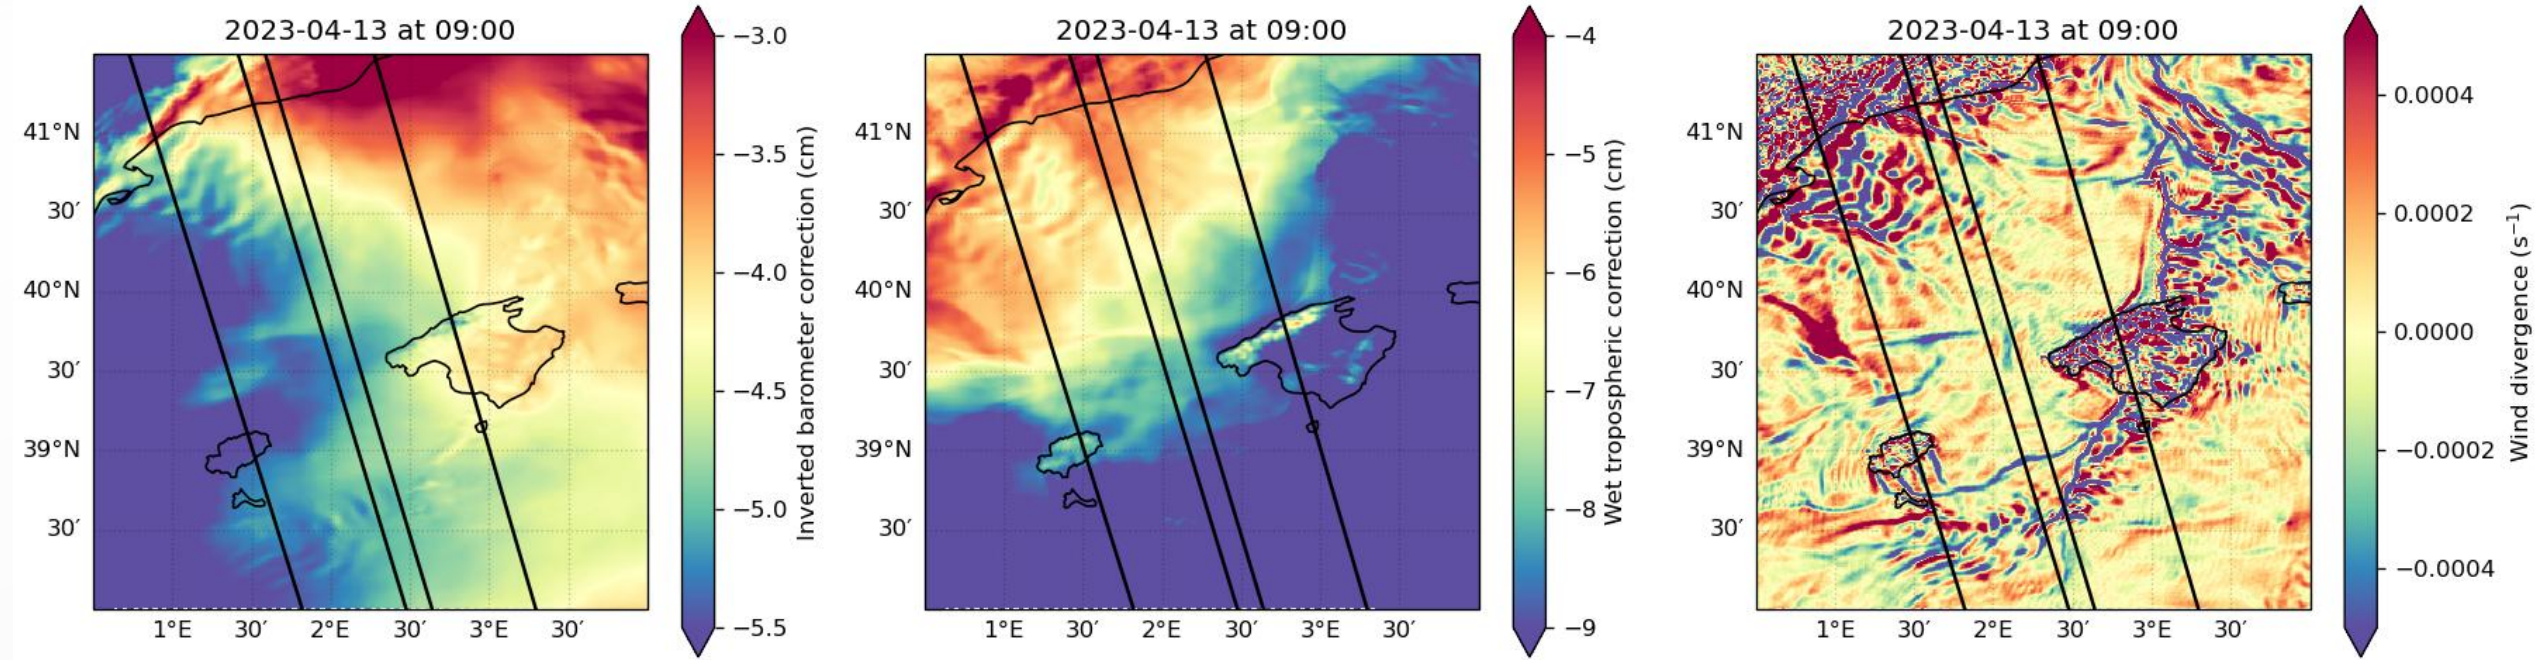 2023-04-13 at 09:00
41°N
30′
40°N
30′
39°N
30′
1°E 30′ 2°E 30′ 3°E 30′
−3.0
−3.5
−4.0
−4.5
−5.0
−5.5
Inverted barometer correction (cm)
2023-04-13 at 09:00
41°N
30′
40°N
30′
39°N
30′
1°E 30′ 2°E 30′ 3°E 30′
−4
−5
−6
−7
−8
−9
Wet tropospheric correction (cm)
2023-04-13 at 09:00
41°N
30′
40°N
30′
39°N
30′
1°E 30′ 2°E 30′ 3°E 30′
0.0004
0.0002
0.0000
−0.0002
−0.0004
Wind divergence (s⁻¹)